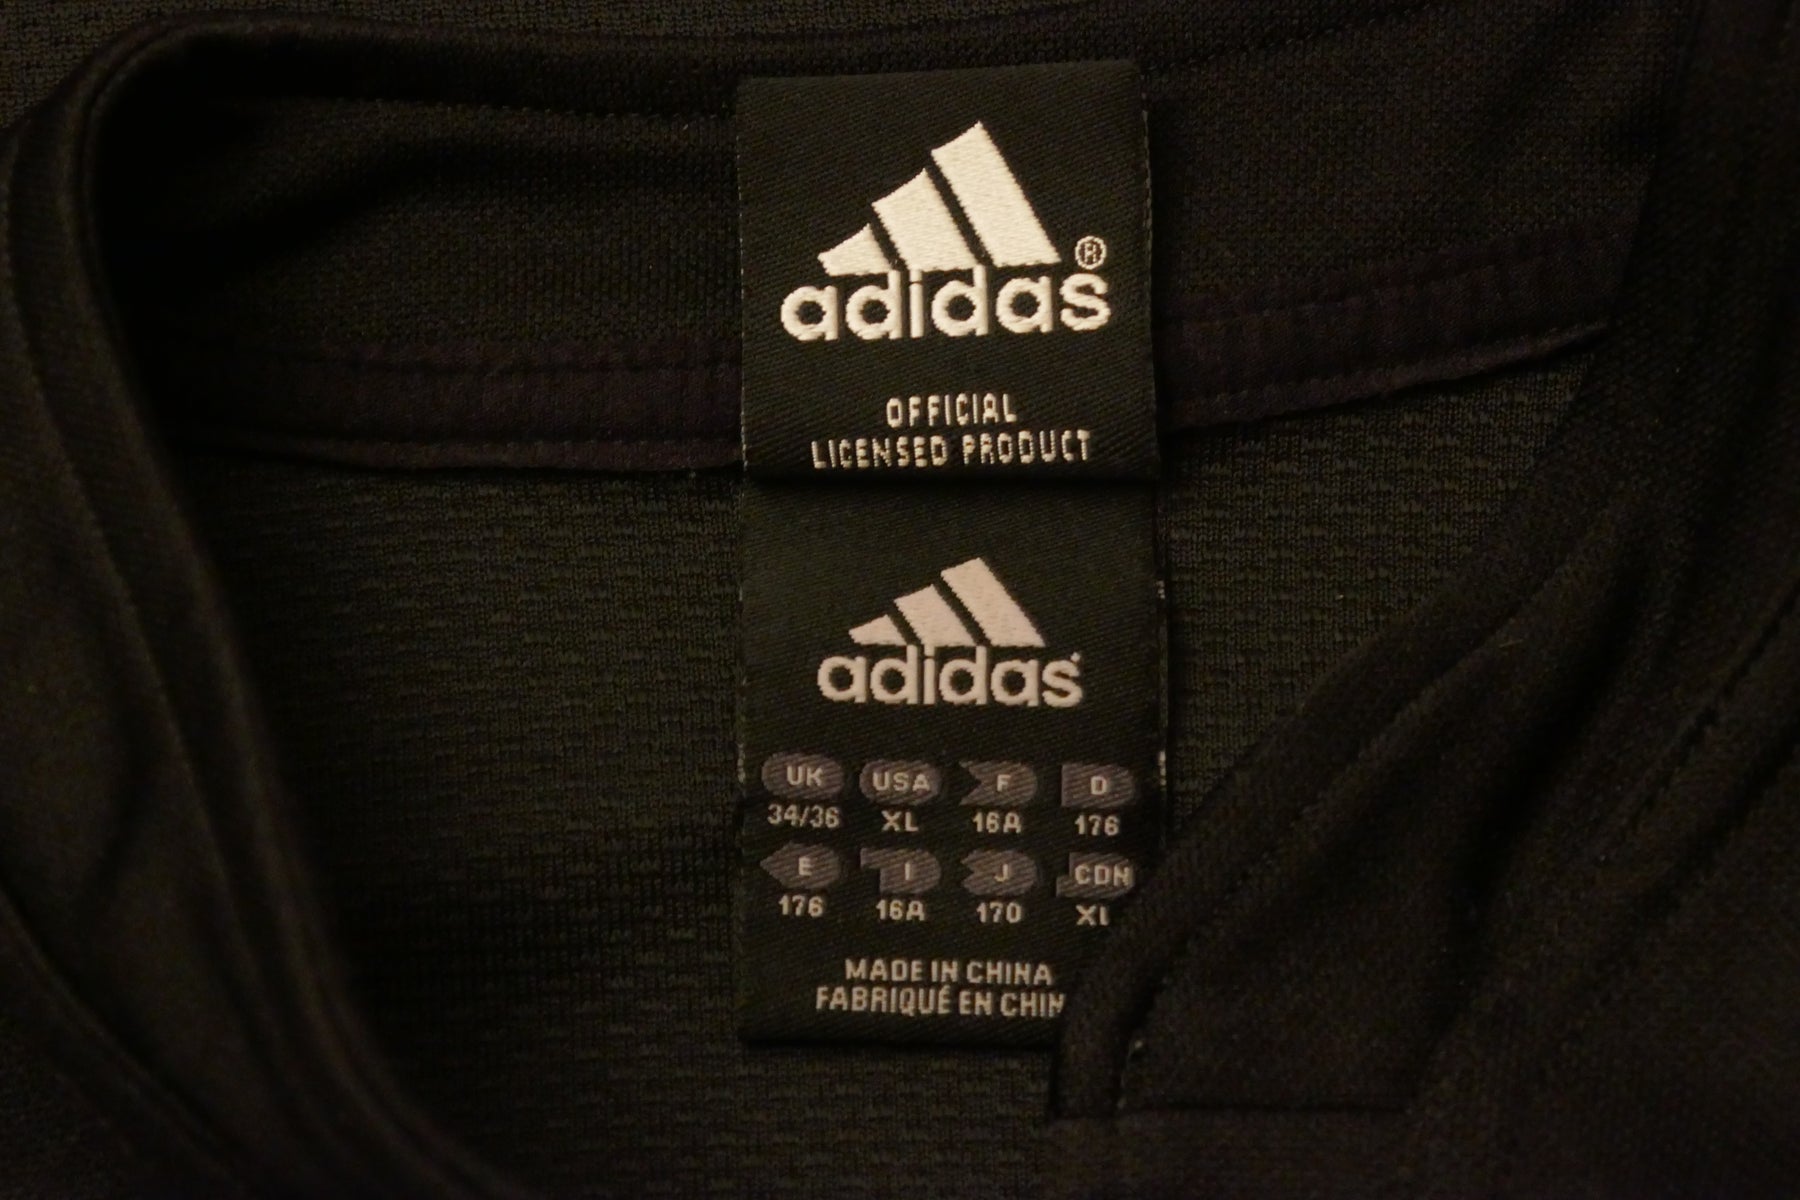 adidas®
OFFICIAL
LICENSED PRODUCT
adidas
UK USA F D
34/36 XL 16A 176
E I J CDN
176 16A 170 XL
MADE IN CHINA
FABRIQUÉ EN CHIN